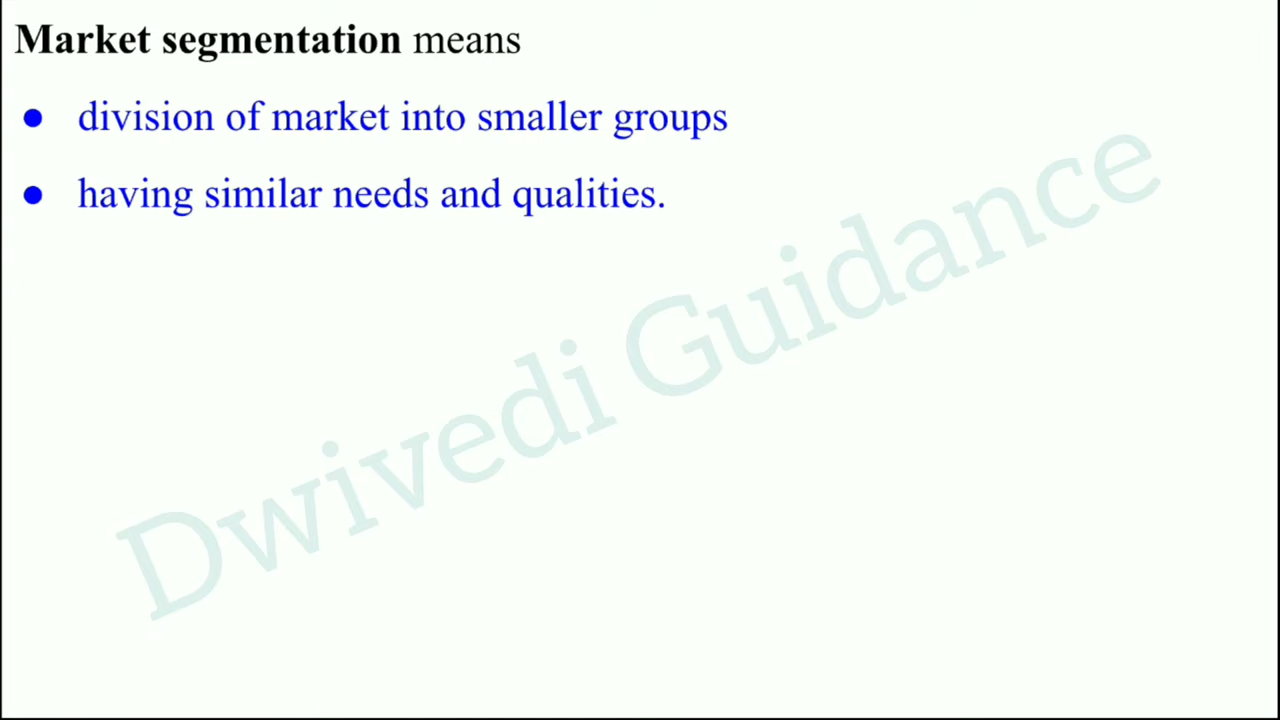 Market segmentation means
● division of market into smaller groups
● having similar needs and qualities.
Dwivedi Guidance